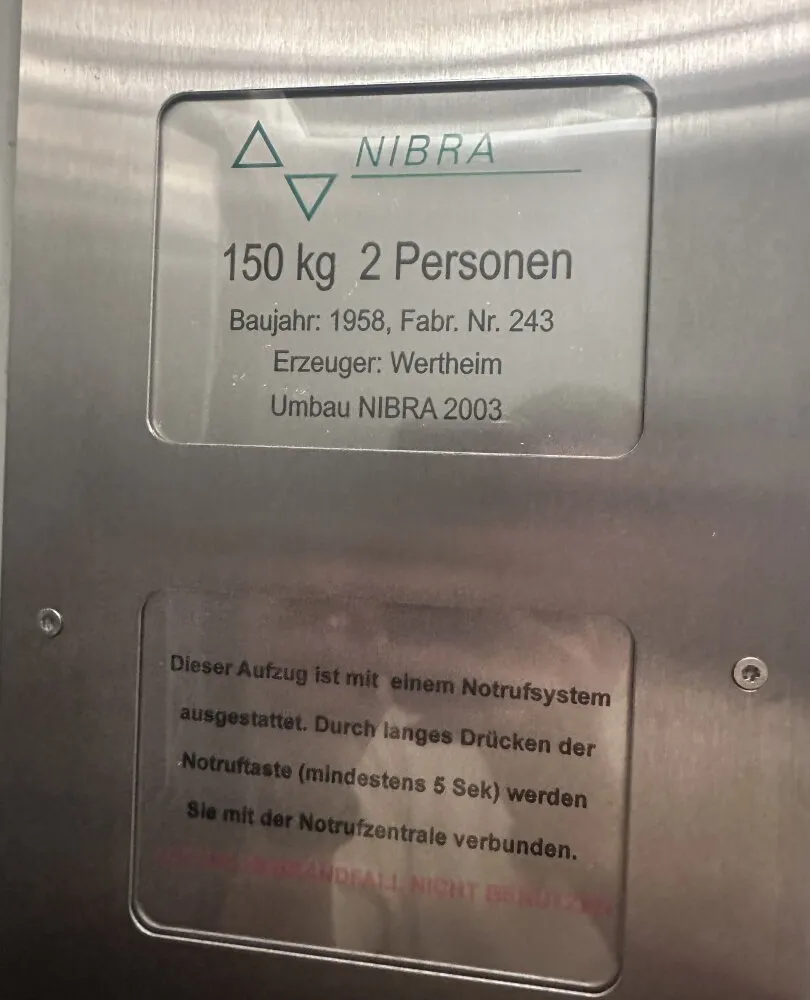 NIBRA
150 kg 2 Personen
Baujahr: 1958, Fabr. Nr. 243
Erzeuger: Wertheim
Umbau NIBRA 2003
Dieser Aufzug ist mit einem Notrufsystem
ausgestattet. Durch langes Drücken der
Notruftaste (mindestens 5 Sek) werden
Sie mit der Notrufzentrale verbunden.
BRANDFALL NICHT BENUTZEN